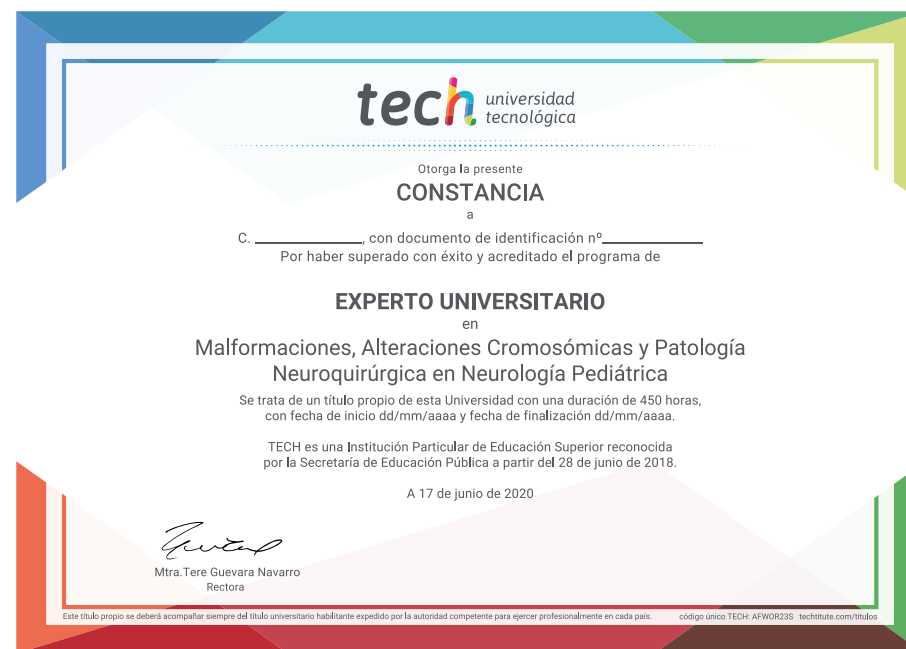 tech universidad
tecnológica
Otorga la presente
CONSTANCIA
a
C. ____________, con documento de identificación nº____________
Por haber superado con éxito y acreditado el programa de
EXPERTO UNIVERSITARIO
en
Malformaciones, Alteraciones Cromosómicas y Patología
Neuroquirúrgica en Neurología Pediátrica
Se trata de un título propio de esta Universidad con una duración de 450 horas,
con fecha de inicio dd/mm/aaaa y fecha de finalización dd/mm/aaaa.
TECH es una Institución Particular de Educación Superior reconocida
por la Secretaría de Educación Pública a partir del 28 de junio de 2018.
A 17 de junio de 2020
Mtra.Tere Guevara Navarro
Rectora
Este título propio se deberá acompañar siempre del título universitario habilitante expedido por la autoridad competente para ejercer profesionalmente en cada país. código único TECH: AFWOR23S techtitute.com/titulos